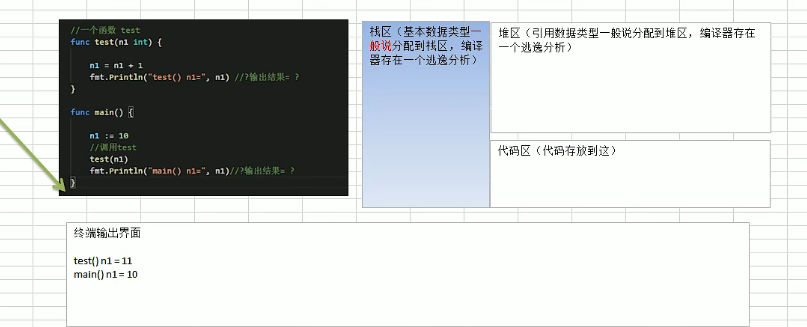 //一个函数 test
func test(n1 int) {
n1 = n1 + 1
fmt.Println("test() n1=", n1) //?输出结果= ?
}
func main() {
n1 := 10
//调用test
test(n1)
fmt.Println("main() n1=", n1)//?输出结果= ?
}
栈区（基本数据类型一
般说分配到栈区，编译
器存在一个逃逸分析）
堆区（引用数据类型一般说分配到堆区，编译器存在
一个逃逸分析）
代码区（代码存放到这）
终端输出界面
test() n1 = 11
main() n1 = 10